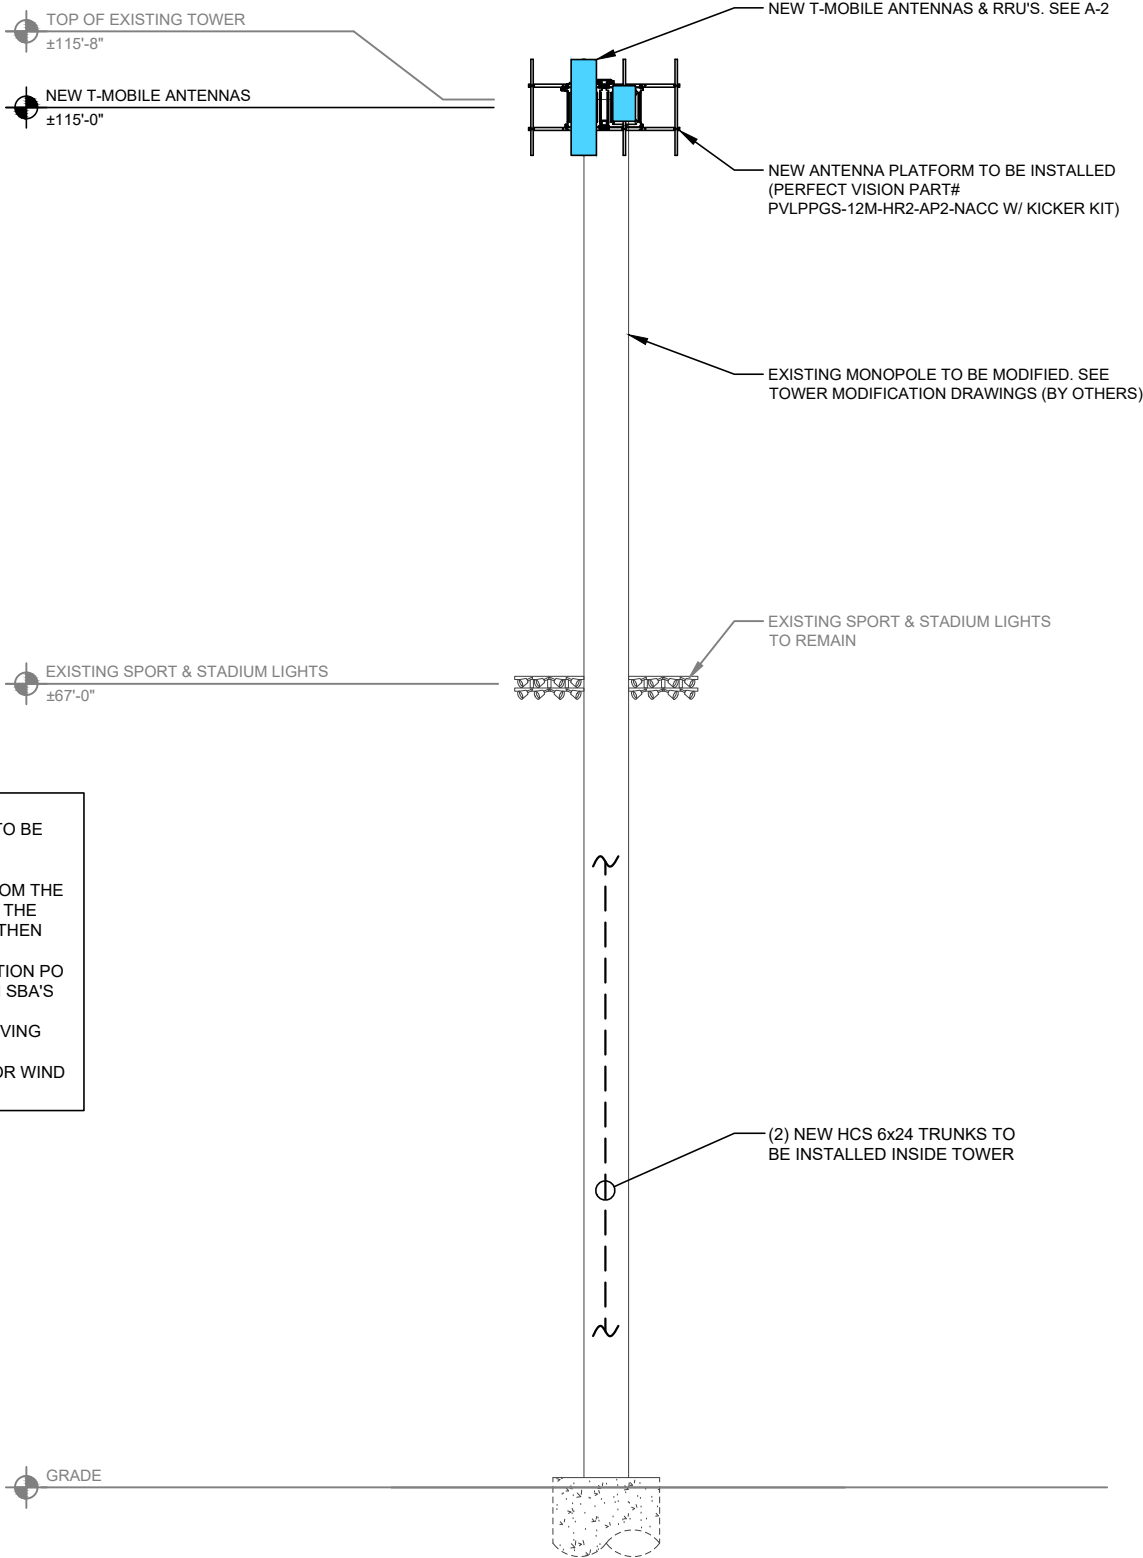 TOP OF EXISTING TOWER
±115'-8"
NEW T-MOBILE ANTENNAS & RRU'S. SEE A-2
NEW T-MOBILE ANTENNAS
±115'-0"
NEW ANTENNA PLATFORM TO BE INSTALLED
(PERFECT VISION PART#
PVLPPGS-12M-HR2-AP2-NACC W/ KICKER KIT)
EXISTING MONOPOLE TO BE MODIFIED. SEE
TOWER MODIFICATION DRAWINGS (BY OTHERS)
EXISTING SPORT & STADIUM LIGHTS
TO REMAIN
EXISTING SPORT & STADIUM LIGHTS
±67'-0"
TO BE
OM THE
THE
THEN
TION PO
SBA'S
VING
OR WIND
(2) NEW HCS 6x24 TRUNKS TO
BE INSTALLED INSIDE TOWER
GRADE